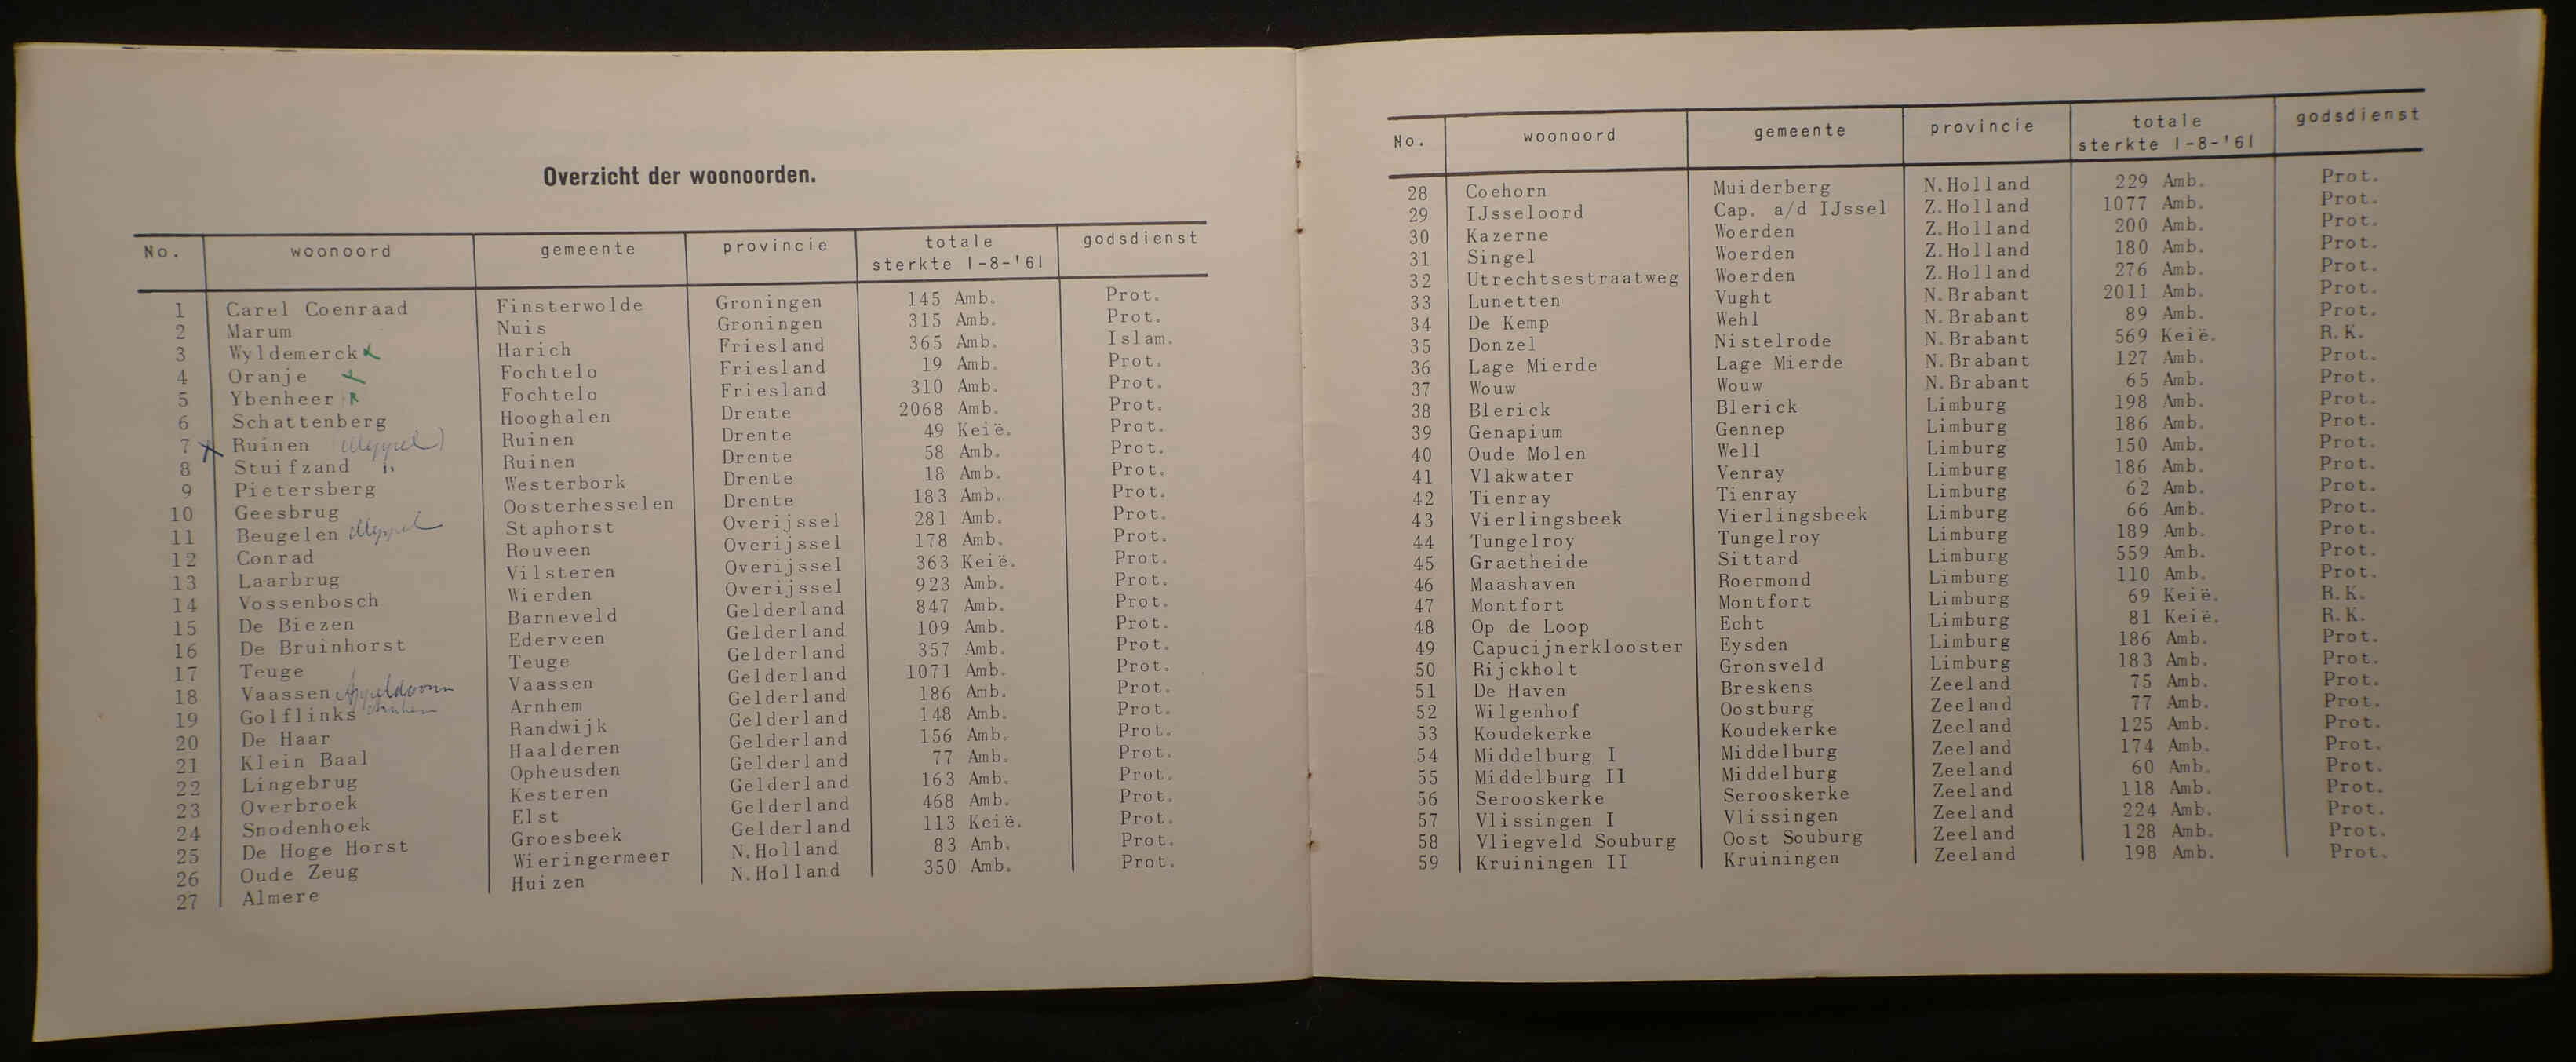 Overzicht der woonoorden.
No. woonoord gemeente provincie totale sterkte 1-8-'61 godsdienst
1 Carel Coenraad Finsterwolde Groningen 145 Amb. Prot.
2 Marum Nuis Groningen 315 Amb. Prot.
3 Wyldemerck Harich Friesland 365 Amb. Islam.
4 Oranje Fochtelo Friesland 19 Amb. Prot.
5 Ybenheer Fochtelo Friesland 310 Amb. Prot.
6 Schattenberg Hooghalen Drente 2068 Amb. Prot.
7 Ruinen (Meppel) Ruinen Drente 49 Keië. Prot.
8 Stuifzand " Ruinen Drente 58 Amb. Prot.
9 Pietersberg Westerbork Drente 18 Amb. Prot.
10 Geesbrug Oosterhesselen Drente 183 Amb. Prot.
11 Beugelen Meppel Staphorst Overijssel 281 Amb. Prot.
12 Conrad Rouveen Overijssel 178 Amb. Prot.
13 Laarbrug Vilsteren Overijssel 363 Keië. Prot.
14 Vossenbosch Wierden Overijssel 923 Amb. Prot.
15 De Biezen Barneveld Gelderland 847 Amb. Prot.
16 De Bruinhorst Ederveen Gelderland 109 Amb. Prot.
17 Teuge Teuge Gelderland 357 Amb. Prot.
18 Vaassen Apeldoorn Vaassen Gelderland 1071 Amb. Prot.
19 Golflinks Arnhem Arnhem Gelderland 186 Amb. Prot.
20 De Haar Randwijk Gelderland 148 Amb. Prot.
21 Klein Baal Haalderen Gelderland 156 Amb. Prot.
22 Lingebrug Opheusden Gelderland 77 Amb. Prot.
23 Overbroek Kesteren Gelderland 163 Amb. Prot.
24 Snodenhoek Elst Gelderland 468 Amb. Prot.
25 De Hoge Horst Groesbeek Gelderland 113 Keië. Prot.
26 Oude Zeug Wieringermeer N.Holland 83 Amb. Prot.
27 Almere Huizen N.Holland 350 Amb. Prot.
No. woonoord gemeente provincie totale sterkte 1-8-'61 godsdienst
28 Coehorn Muiderberg N.Holland 229 Amb. Prot.
29 IJsseloord Cap. a/d IJssel Z.Holland 1077 Amb. Prot.
30 Kazerne Woerden Z.Holland 200 Amb. Prot.
31 Singel Woerden Z.Holland 180 Amb. Prot.
32 Utrechtsestraatweg Woerden Z.Holland 276 Amb. Prot.
33 Lunetten Vught N.Brabant 2011 Amb. Prot.
34 De Kemp Wehl N.Brabant 89 Amb. Prot.
35 Donzel Nistelrode N.Brabant 569 Keië. R.K.
36 Lage Mierde Lage Mierde N.Brabant 127 Amb. Prot.
37 Wouw Wouw N.Brabant 65 Amb. Prot.
38 Blerick Blerick Limburg 198 Amb. Prot.
39 Genapium Gennep Limburg 186 Amb. Prot.
40 Oude Molen Well Limburg 150 Amb. Prot.
41 Vlakwater Venray Limburg 186 Amb. Prot.
42 Tienray Tienray Limburg 62 Amb. Prot.
43 Vierlingsbeek Vierlingsbeek Limburg 66 Amb. Prot.
44 Tungelroy Tungelroy Limburg 189 Amb. Prot.
45 Graetheide Sittard Limburg 559 Amb. Prot.
46 Maashaven Roermond Limburg 110 Amb. Prot.
47 Montfort Montfort Limburg 69 Keië. R.K.
48 Op de Loop Echt Limburg 81 Keië. R.K.
49 Capucijnerklooster Eysden Limburg 186 Amb. Prot.
50 Rijckholt Gronsveld Limburg 183 Amb. Prot.
51 De Haven Breskens Zeeland 75 Amb. Prot.
52 Wilgenhof Oostburg Zeeland 77 Amb. Prot.
53 Koudekerke Koudekerke Zeeland 125 Amb. Prot.
54 Middelburg I Middelburg Zeeland 174 Amb. Prot.
55 Middelburg II Middelburg Zeeland 60 Amb. Prot.
56 Serooskerke Serooskerke Zeeland 118 Amb. Prot.
57 Vlissingen I Vlissingen Zeeland 224 Amb. Prot.
58 Vliegveld Souburg Oost Souburg Zeeland 128 Amb. Prot.
59 Kruiningen II Kruiningen Zeeland 198 Amb. Prot.